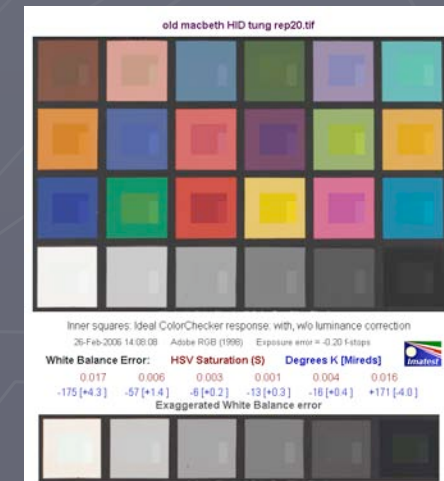 old macbeth HID tung rep20.tif
Inner squares: Ideal ColorChecker response: with, w/o luminance correction
26-Feb-2006 14:08:08 Adobe RGB (1998) Exposure error = -0.20 f-stops
White Balance Error: HSV Saturation (S) Degrees K [Mireds]
0.017 0.006 0.003 0.001 0.004 0.016
-175 [+4.3] -57 [+1.4] -6 [+0.2] -13 [+0.3] -16 [+0.4] +171 [-4.0]
Exaggerated White Balance error
imatest